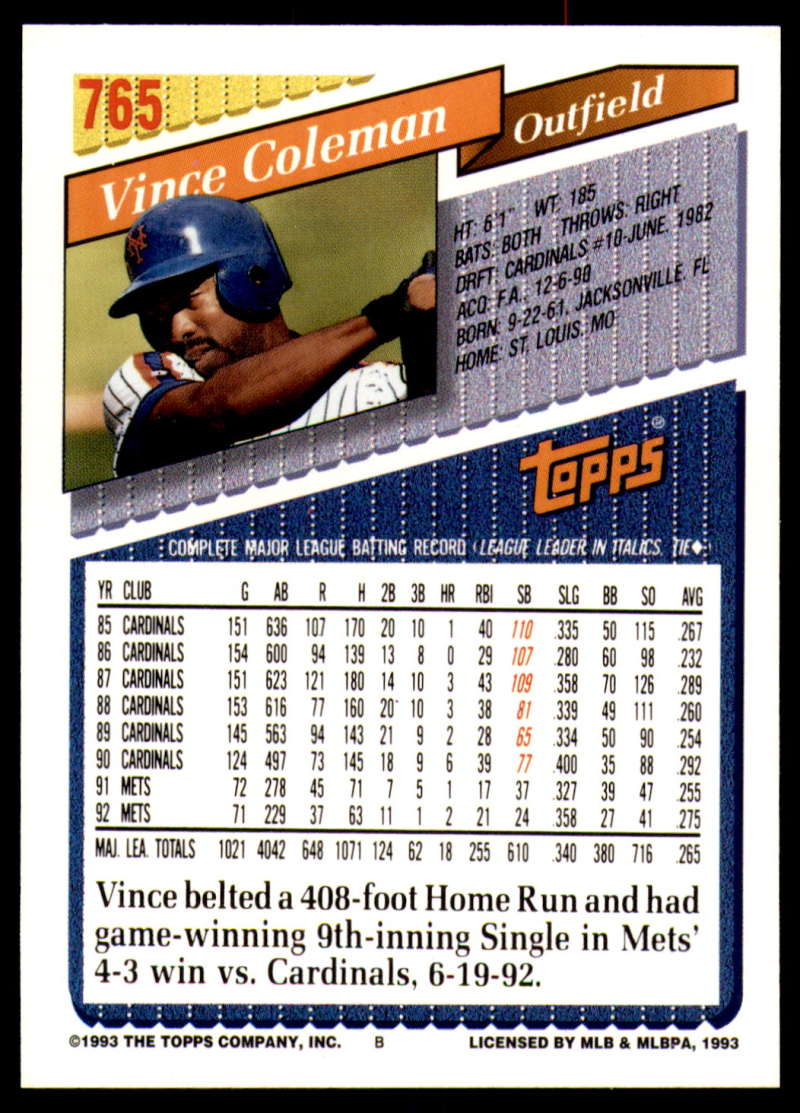 765
Vince Coleman
Outfield
HT: 6'1" WT: 185
BATS: BOTH THROWS: RIGHT
DRFT: CARDINALS #10-JUNE, 1982
ACQ: F.A., 12-6-90
BORN: 9-22-61, JACKSONVILLE, FL
HOME: ST. LOUIS, MO
1
TOPPS®
COMPLETE MAJOR LEAGUE BATTING RECORD (LEAGUE LEADER IN ITALICS, TIE◆)
YR CLUB G AB R H 2B 3B HR RBI SB SLG BB SO AVG
85 CARDINALS 151 636 107 170 20 10 1 40 110 .335 50 115 .267
86 CARDINALS 154 600 94 139 13 8 0 29 107 .280 60 98 .232
87 CARDINALS 151 623 121 180 14 10 3 43 109 .358 70 126 .289
88 CARDINALS 153 616 77 160 20 10 3 38 81 .339 49 111 .260
89 CARDINALS 145 563 94 143 21 9 2 28 65 .334 50 90 .254
90 CARDINALS 124 497 73 145 18 9 6 39 77 .400 35 88 .292
91 METS 72 278 45 71 7 5 1 17 37 .327 39 47 .255
92 METS 71 229 37 63 11 1 2 21 24 .358 27 41 .275
MAJ. LEA. TOTALS 1021 4042 648 1071 124 62 18 255 610 .340 380 716 .265
Vince belted a 408-foot Home Run and had
game-winning 9th-inning Single in Mets'
4-3 win vs. Cardinals, 6-19-92.
©1993 THE TOPPS COMPANY, INC. B LICENSED BY MLB & MLBPA, 1993